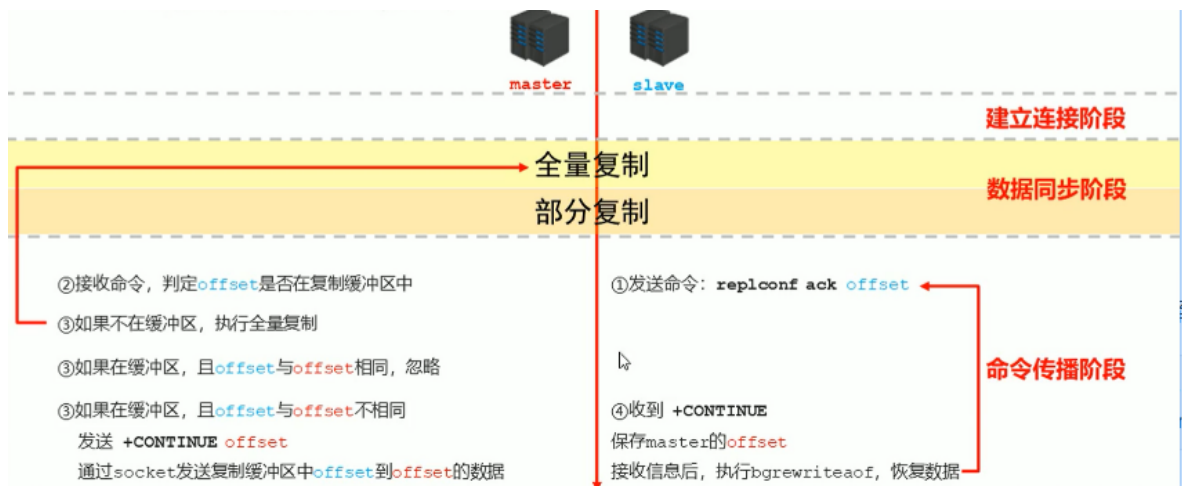 master
slave
建立连接阶段
全量复制
数据同步阶段
部分复制
②接收命令，判定offset是否在复制缓冲区中
①发送命令：replconf ack offset
③如果不在缓冲区，执行全量复制
③如果在缓冲区，且offset与offset相同，忽略
命令传播阶段
③如果在缓冲区，且offset与offset不相同
④收到 +CONTINUE
发送 +CONTINUE offset
保存master的offset
通过socket发送复制缓冲区中offset到offset的数据
接收信息后，执行bgrewriteaof，恢复数据